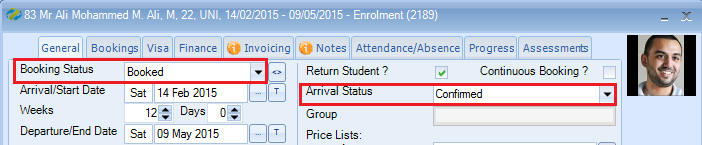 83 Mr Ali Mohammed M. Ali, M, 22, UNI, 14/02/2015 - 09/05/2015 - Enrolment (2189)
General Bookings Visa Finance Invoicing Notes Attendance/Absence Progress Assessments
Booking Status Booked <> Return Student ? Continuous Booking ?
Arrival/Start Date Sat 14 Feb 2015 ... T Arrival Status Confirmed
Weeks 12 Days 0 Group
Departure/End Date Sat 09 May 2015 ... T Price Lists: